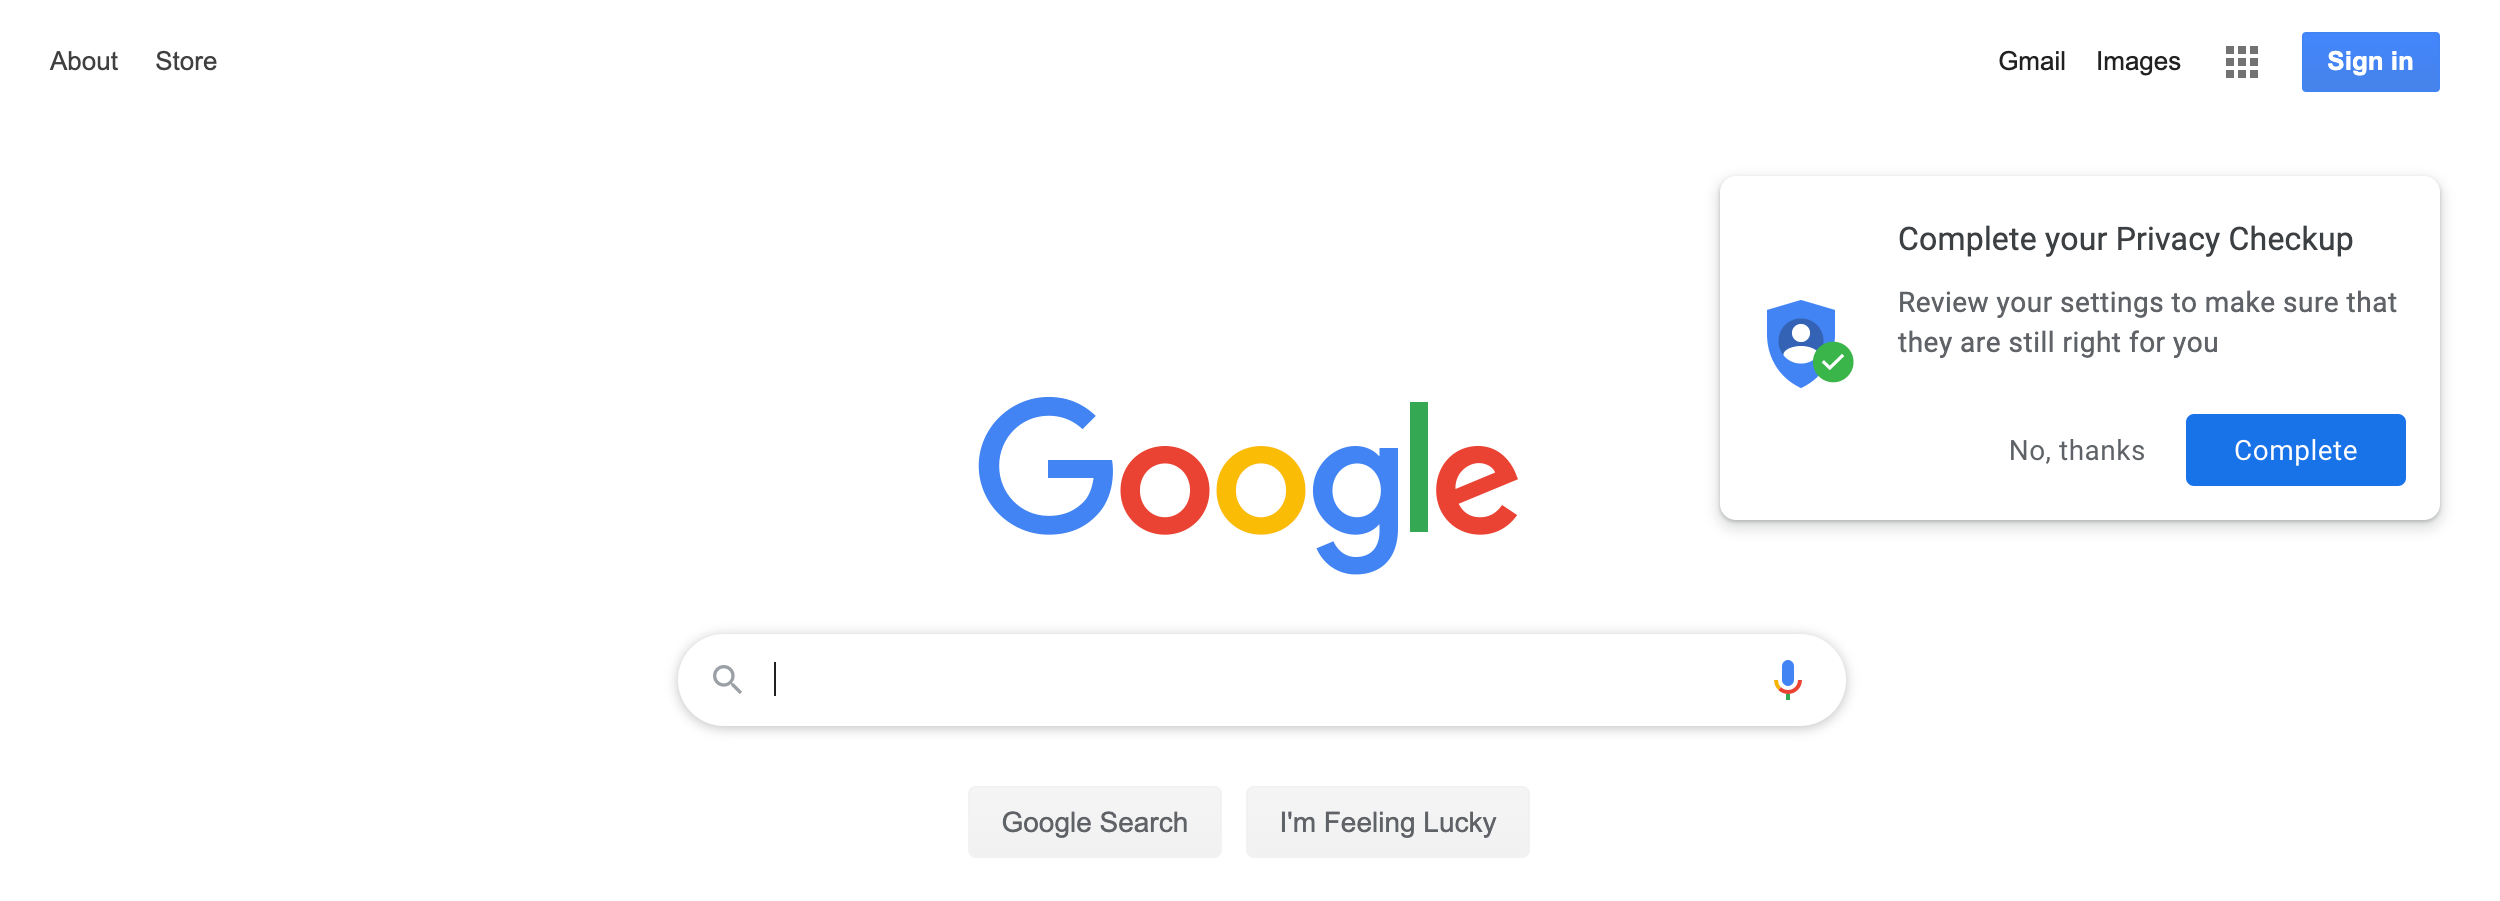 About Store Gmail Images Sign in
Complete your Privacy Checkup
Review your settings to make sure that
they are still right for you
No, thanks Complete
Google
Google Search I'm Feeling Lucky